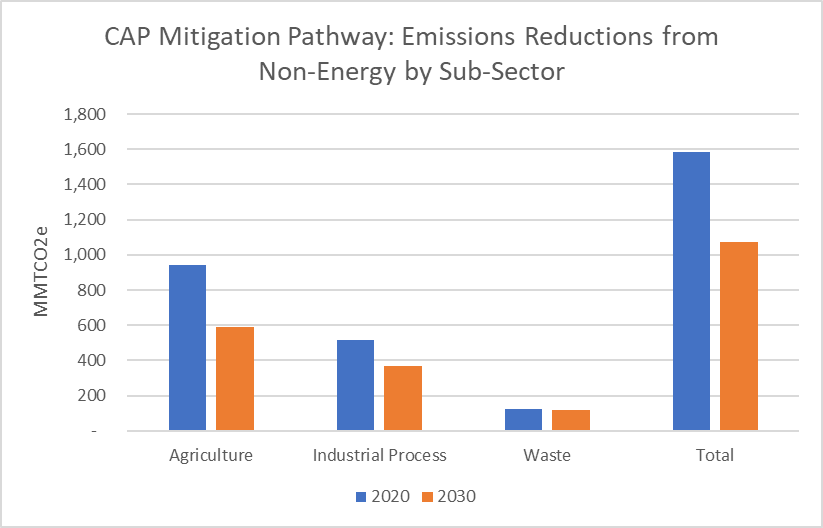 CAP Mitigation Pathway: Emissions Reductions from
Non-Energy by Sub-Sector
MMTCO2e
1,800
1,600
1,400
1,200
1,000
800
600
400
200
-
Agriculture
Industrial Process
Waste
Total
2020
2030